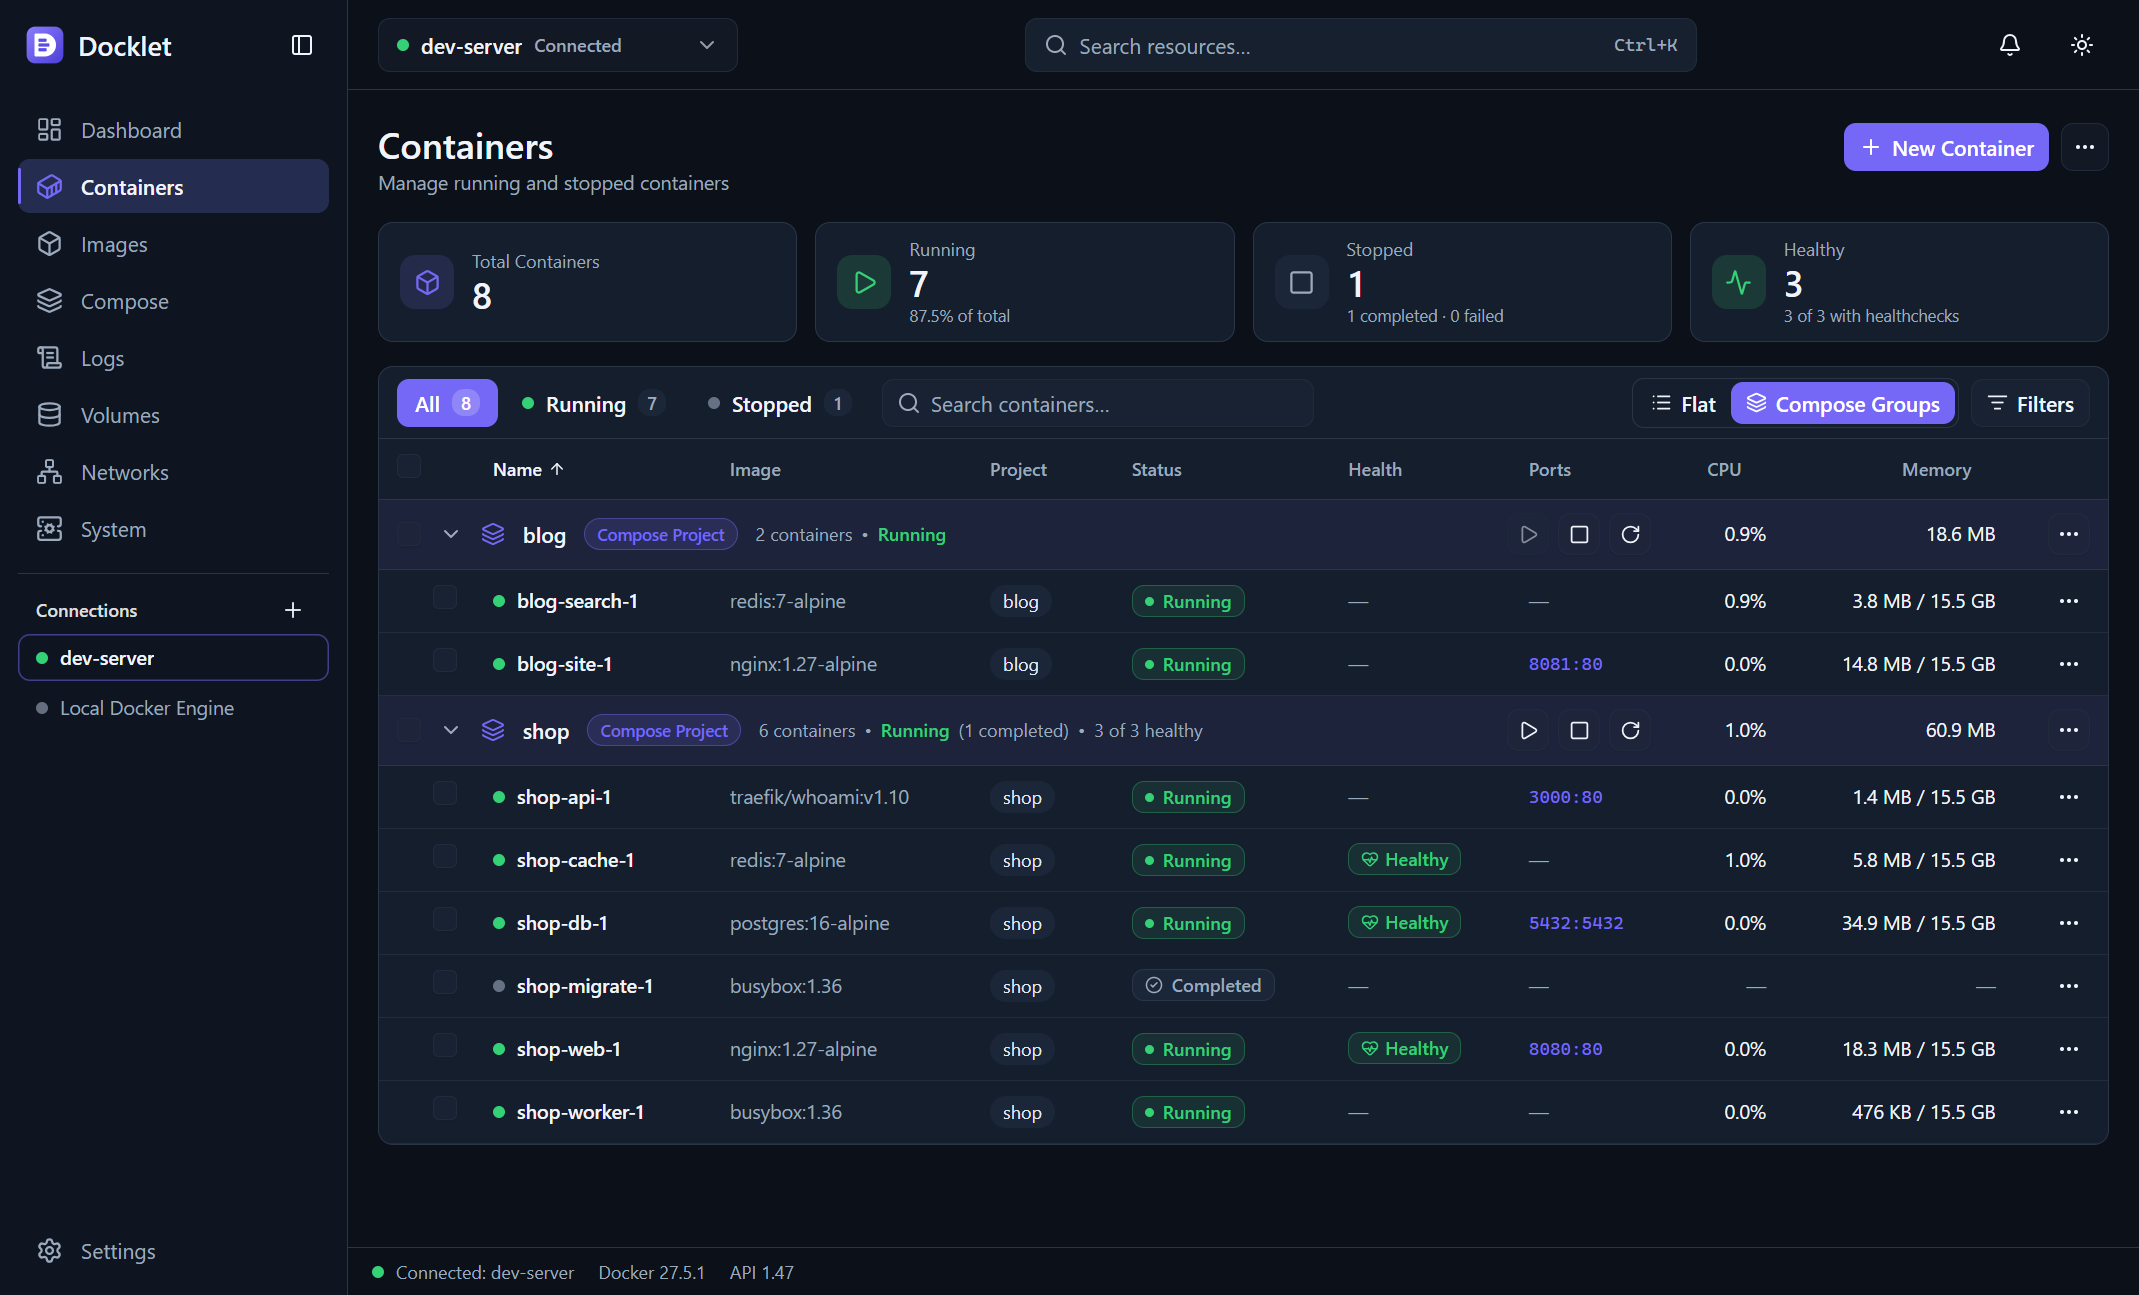 Docklet
dev-server Connected
Search resources... Ctrl+K
Dashboard
Containers
Images
Compose
Logs
Volumes
Networks
System
Connections
dev-server
Local Docker Engine
Settings
Containers
Manage running and stopped containers
New Container
Total Containers
8
Running
7
87.5% of total
Stopped
1
1 completed · 0 failed
Healthy
3
3 of 3 with healthchecks
All 8 Running 7 Stopped 1 Search containers... Flat Compose Groups Filters
Name ↑ Image Project Status Health Ports CPU Memory
blog Compose Project 2 containers • Running 0.9% 18.6 MB
blog-search-1 redis:7-alpine blog Running — — 0.9% 3.8 MB / 15.5 GB
blog-site-1 nginx:1.27-alpine blog Running — 8081:80 0.0% 14.8 MB / 15.5 GB
shop Compose Project 6 containers • Running (1 completed) • 3 of 3 healthy 1.0% 60.9 MB
shop-api-1 traefik/whoami:v1.10 shop Running — 3000:80 0.0% 1.4 MB / 15.5 GB
shop-cache-1 redis:7-alpine shop Running Healthy — 1.0% 5.8 MB / 15.5 GB
shop-db-1 postgres:16-alpine shop Running Healthy 5432:5432 0.0% 34.9 MB / 15.5 GB
shop-migrate-1 busybox:1.36 shop Completed — — — —
shop-web-1 nginx:1.27-alpine shop Running Healthy 8080:80 0.0% 18.3 MB / 15.5 GB
shop-worker-1 busybox:1.36 shop Running — — 0.0% 476 KB / 15.5 GB
Connected: dev-server Docker 27.5.1 API 1.47